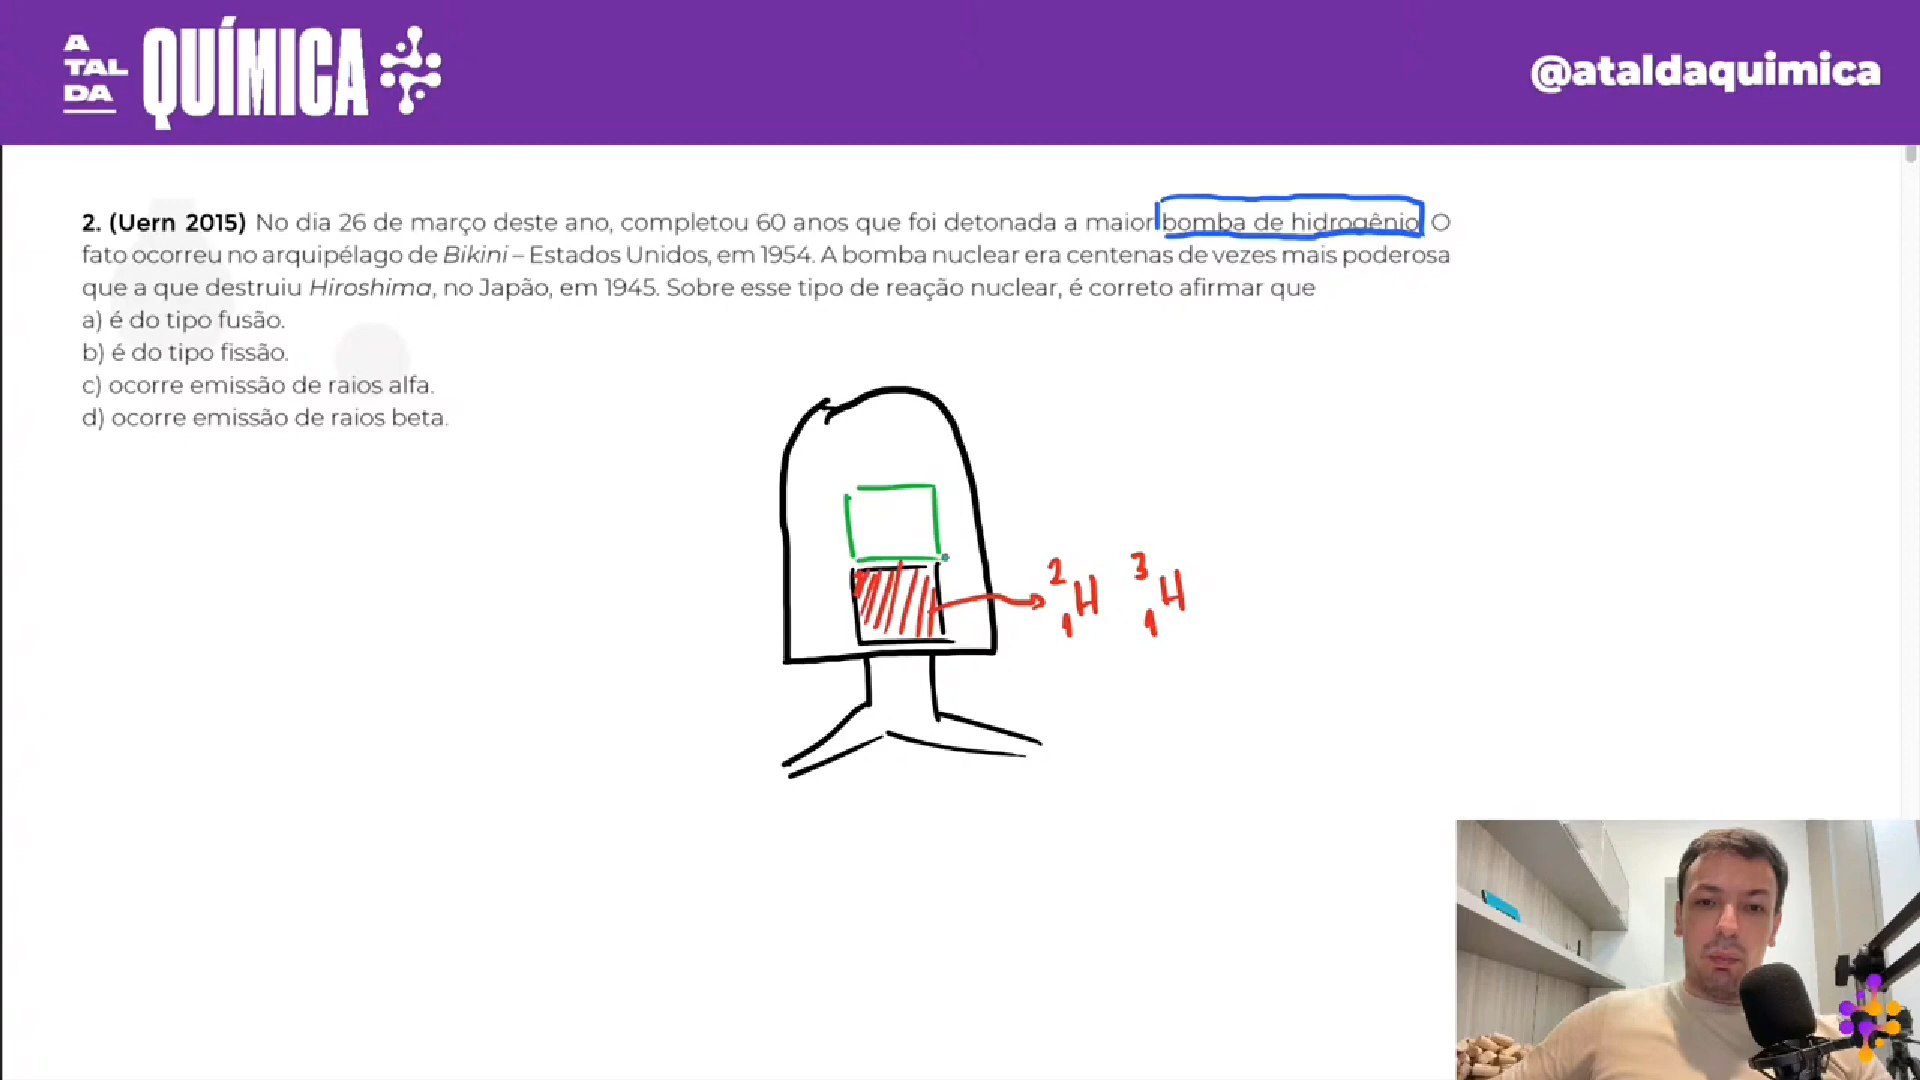 A
TAL
DA
QUÍMICA
@ataldaquimica
2. (Uern 2015) No dia 26 de março deste ano, completou 60 anos que foi detonada a maior bomba de hidrogênio. O
fato ocorreu no arquipélago de Bikini – Estados Unidos, em 1954. A bomba nuclear era centenas de vezes mais poderosa
que a que destruiu Hiroshima, no Japão, em 1945. Sobre esse tipo de reação nuclear, é correto afirmar que
a) é do tipo fusão.
b) é do tipo fissão.
c) ocorre emissão de raios alfa.
d) ocorre emissão de raios beta.
2 1 H 3 1 H